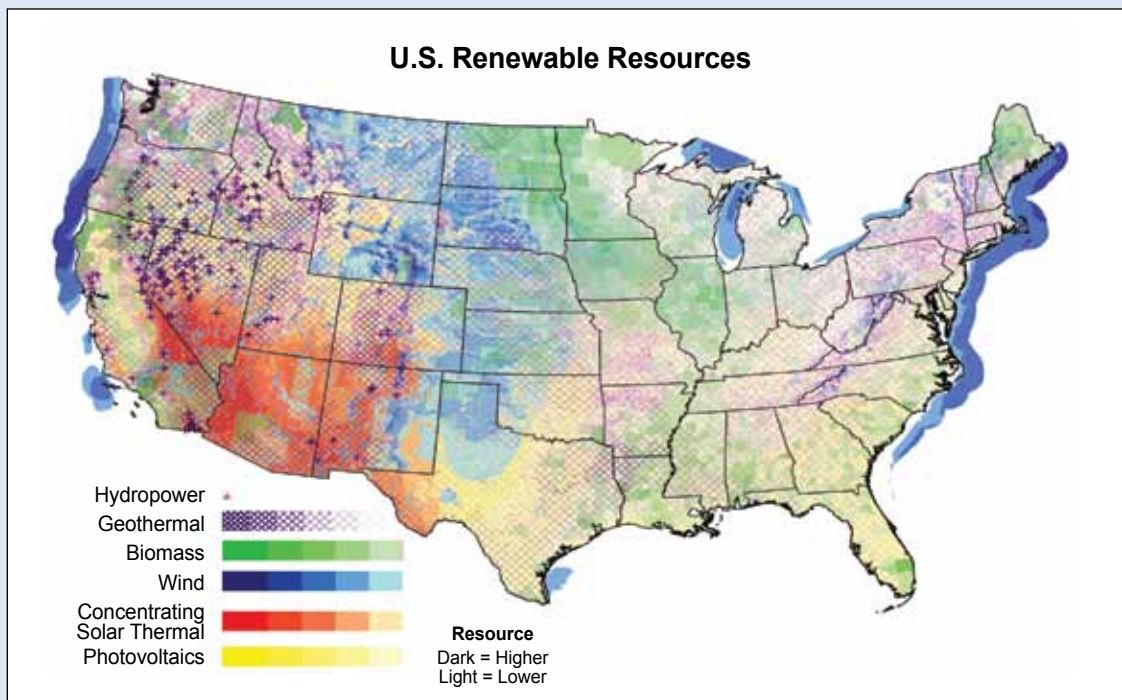 U.S. Renewable Resources
Hydropower
Geothermal
Biomass
Wind
Concentrating
Solar Thermal
Photovoltaics
Resource
Dark = Higher
Light = Lower